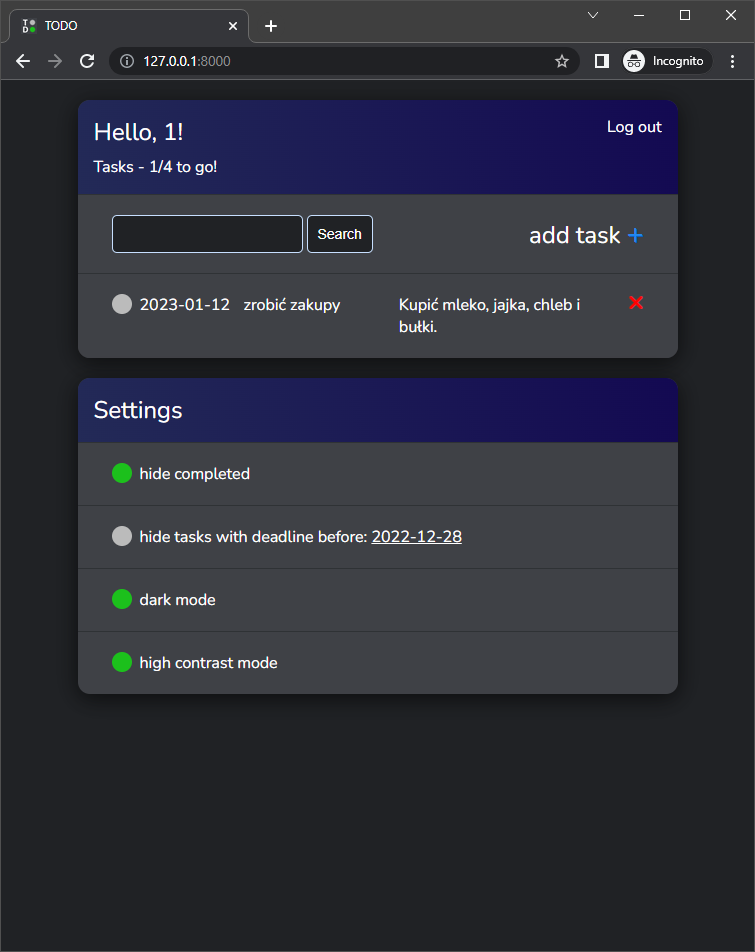 TODO
127.0.0.1:8000
Incognito
Hello, 1!
Log out
Tasks - 1/4 to go!
Search
add task +
2023-01-12 zrobić zakupy Kupić mleko, jajka, chleb i
bułki.
Settings
hide completed
hide tasks with deadline before: 2022-12-28
dark mode
high contrast mode